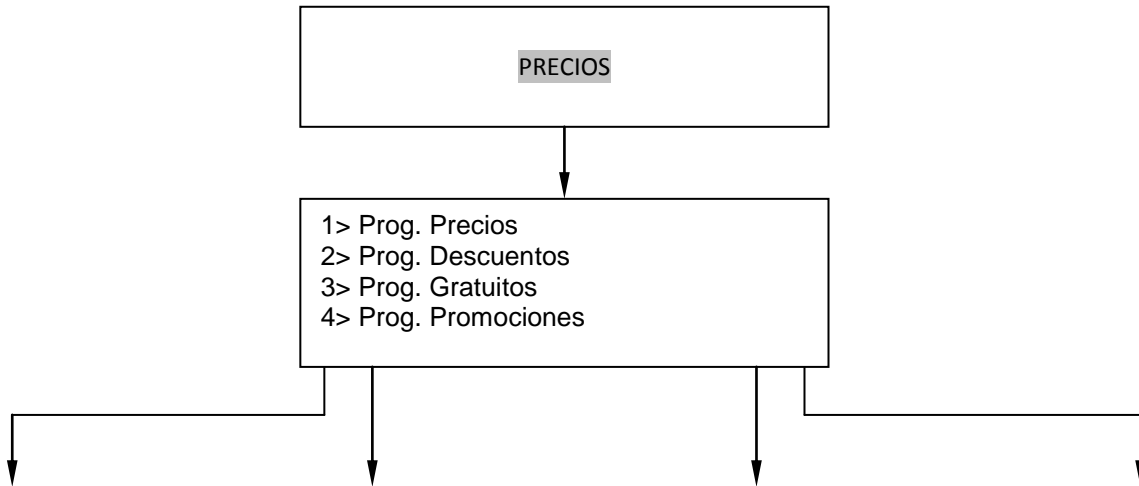 PRECIOS
1> Prog. Precios
2> Prog. Descuentos
3> Prog. Gratuitos
4> Prog. Promociones